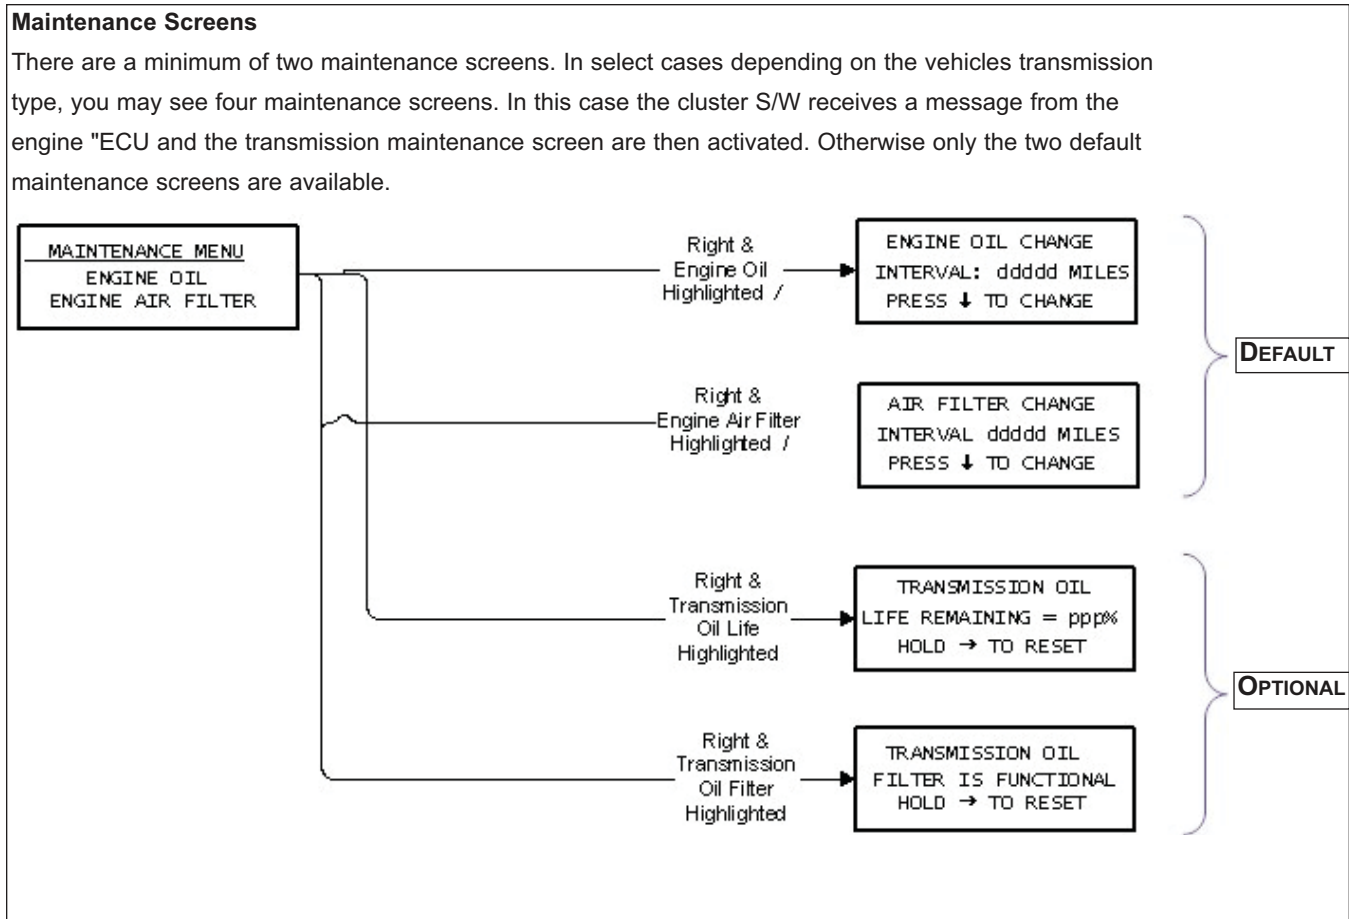 Maintenance Screens
There are a minimum of two maintenance screens. In select cases depending on the vehicles transmission
type, you may see four maintenance screens. In this case the cluster S/W receives a message from the
engine "ECU and the transmission maintenance screen are then activated. Otherwise only the two default
maintenance screens are available.
MAINTENANCE MENU
ENGINE OIL
ENGINE AIR FILTER
Right &
Engine Oil
Highlighted /
ENGINE OIL CHANGE
INTERVAL: ddddd MILES
PRESS ↓ TO CHANGE
DEFAULT
Right &
Engine Air Filter
Highlighted /
AIR FILTER CHANGE
INTERVAL ddddd MILES
PRESS ↓ TO CHANGE
Right &
Transmission
Oil Life
Highlighted
TRANSMISSION OIL
LIFE REMAINING = ppp%
HOLD → TO RESET
OPTIONAL
Right &
Transmission
Oil Filter
Highlighted
TRANSMISSION OIL
FILTER IS FUNCTIONAL
HOLD → TO RESET